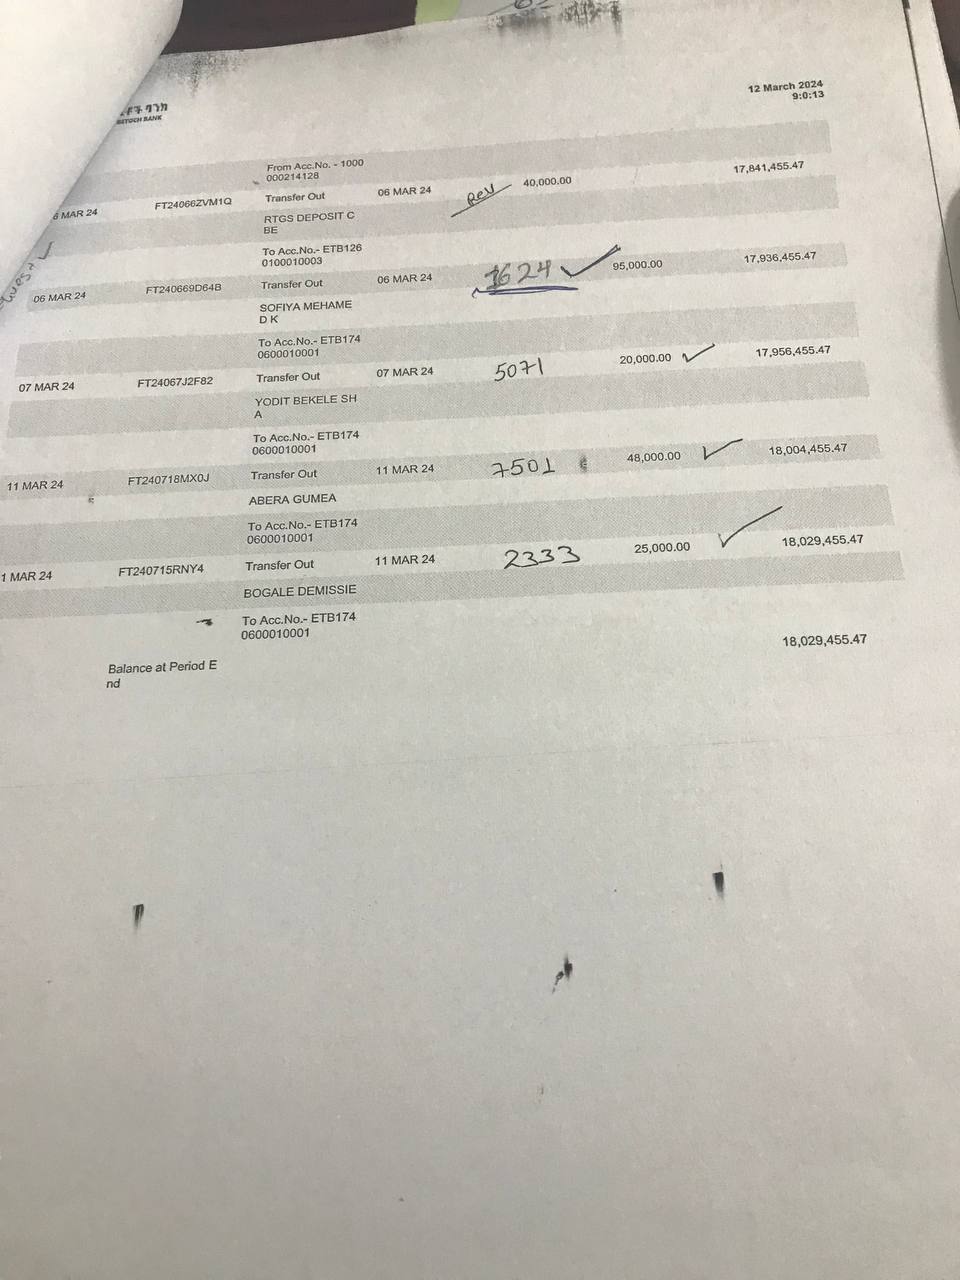 12 March 2024
9:0:13
BETOCH BANK
From Acc.No. - 1000
000214128
6 MAR 24 FT24066ZVM1Q Transfer Out 06 MAR 24 Rev 40,000.00 17,841,455.47
RTGS DEPOSIT C
BE
To Acc.No.- ETB126
0100010003
06 MAR 24 FT240669D64B Transfer Out 06 MAR 24 1624 95,000.00 17,936,455.47
SOFIYA MEHAME
D K
To Acc.No.- ETB174
0600010001
07 MAR 24 FT24067J2F82 Transfer Out 07 MAR 24 5071 20,000.00 17,956,455.47
YODIT BEKELE SH
A
To Acc.No.- ETB174
0600010001
11 MAR 24 FT240718MX0J Transfer Out 11 MAR 24 7501 48,000.00 18,004,455.47
ABERA GUMEA
To Acc.No.- ETB174
0600010001
1 MAR 24 FT240715RNY4 Transfer Out 11 MAR 24 2333 25,000.00 18,029,455.47
BOGALE DEMISSIE
To Acc.No.- ETB174
0600010001
18,029,455.47
Balance at Period E
nd